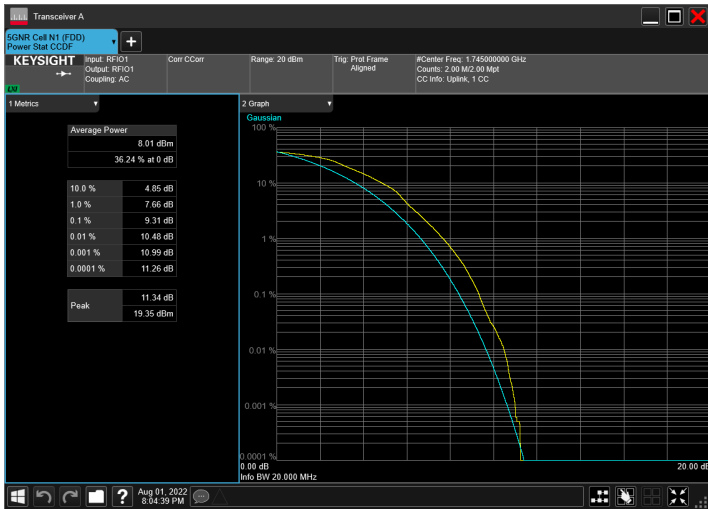 Transceiver A
5GNR Cell N1 (FDD)
Power Stat CCDF
KEYSIGHT
LXI
Input: RFIO1
Output: RFIO1
Coupling: AC
Corr CCorr
Range: 20 dBm
Trig: Prot Frame
Aligned
#Center Freq: 1.745000000 GHz
Counts: 2.00 M/2.00 Mpt
CC Info: Uplink, 1 CC
1 Metrics
Average Power
8.01 dBm
36.24 % at 0 dB
10.0 % 4.85 dB
1.0 % 7.66 dB
0.1 % 9.31 dB
0.01 % 10.48 dB
0.001 % 10.99 dB
0.0001 % 11.26 dB
Peak
11.34 dB
19.35 dBm
2 Graph
Gaussian
100 %
10 %
1 %
0.1 %
0.01 %
0.001 %
0.0001 %
0.00 dB
20.00 dB
Info BW 20.000 MHz
Aug 01, 2022
8:04:39 PM